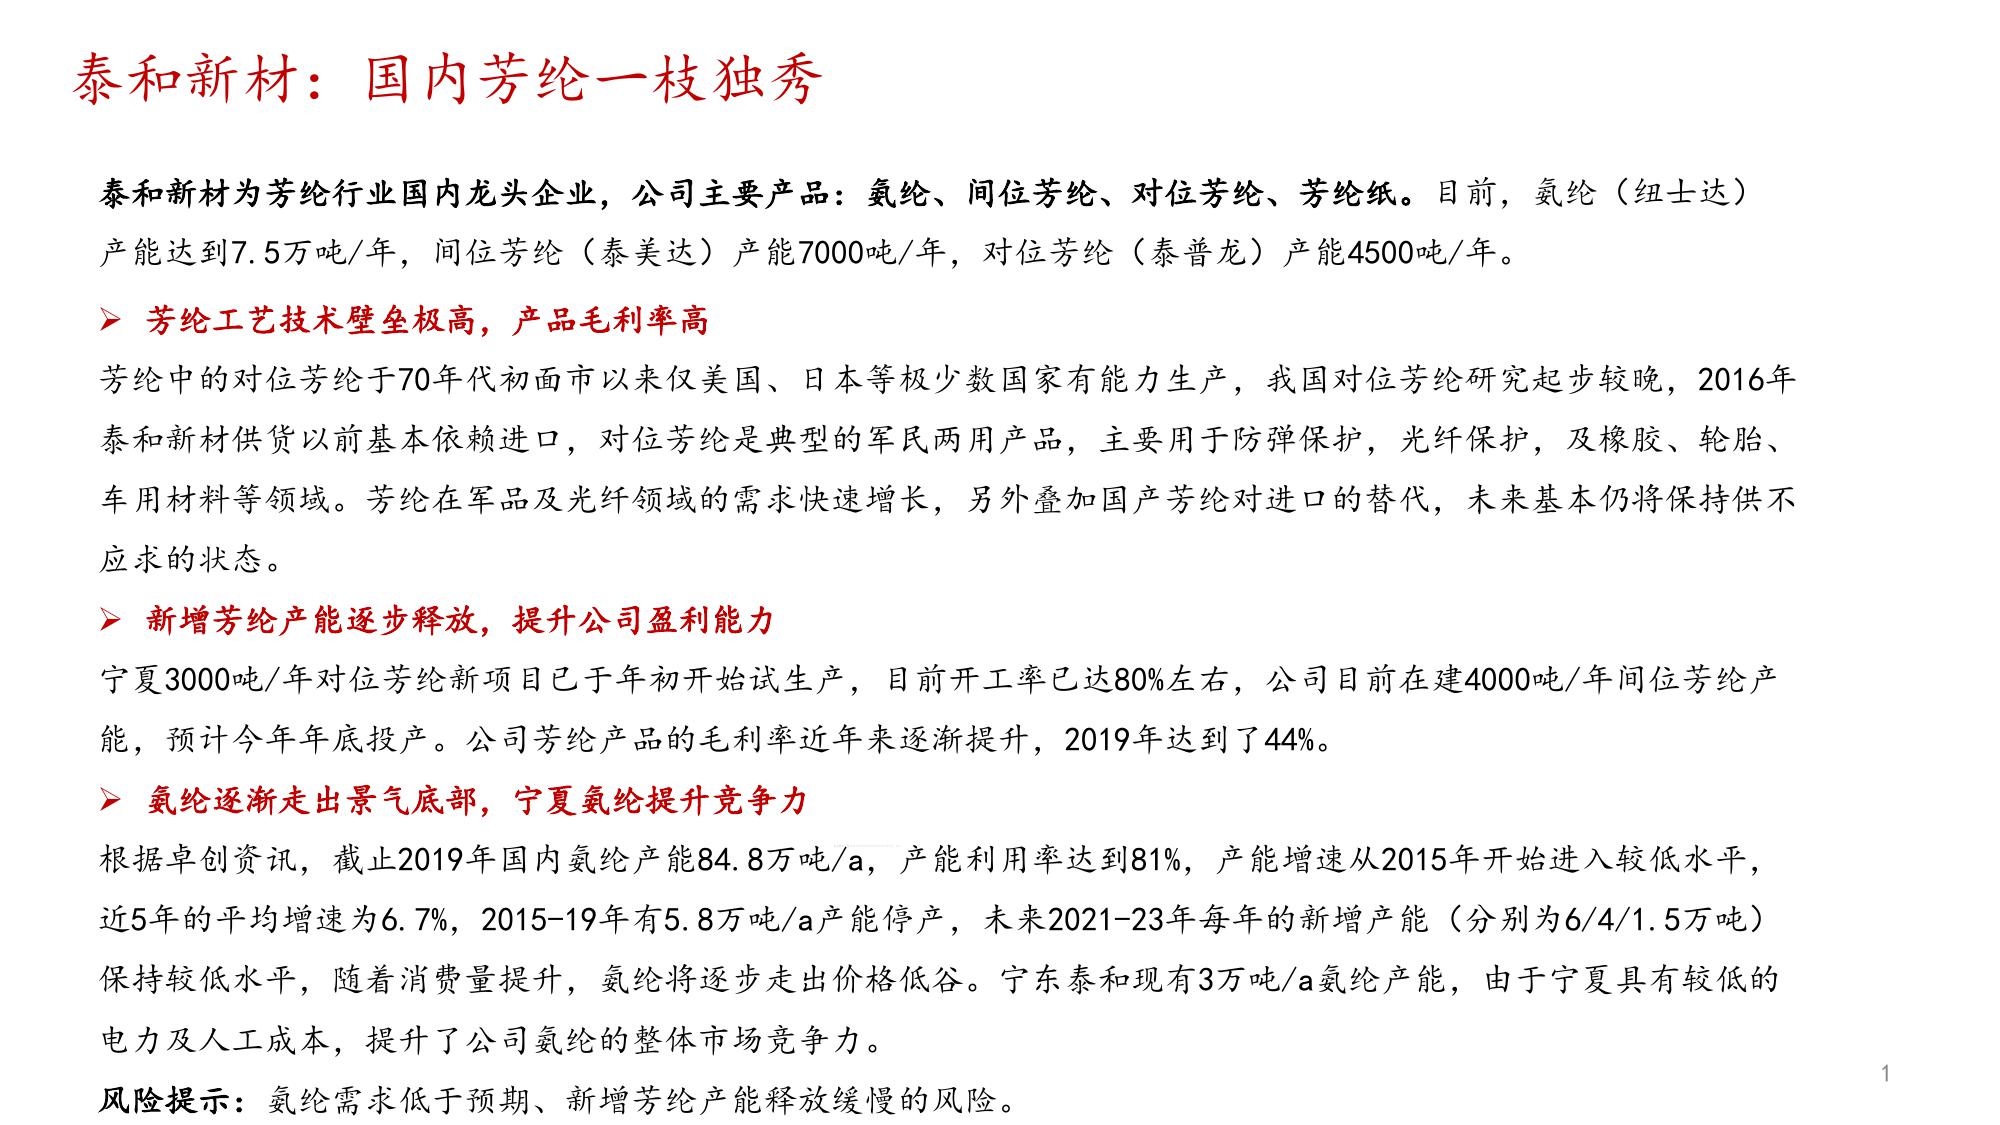 泰和新材：国内芳纶一枝独秀
泰和新材为芳纶行业国内龙头企业，公司主要产品：氨纶、间位芳纶、对位芳纶、芳纶纸。目前，氨纶（纽士达）
产能达到7.5万吨/年，间位芳纶（泰美达）产能7000吨/年，对位芳纶（泰普龙）产能4500吨/年。
➢ 芳纶工艺技术壁垒极高，产品毛利率高
芳纶中的对位芳纶于70年代初面市以来仅美国、日本等极少数国家有能力生产，我国对位芳纶研究起步较晚，2016年
泰和新材供货以前基本依赖进口，对位芳纶是典型的军民两用产品，主要用于防弹保护，光纤保护，及橡胶、轮胎、
车用材料等领域。芳纶在军品及光纤领域的需求快速增长，另外叠加国产芳纶对进口的替代，未来基本仍将保持供不
应求的状态。
➢ 新增芳纶产能逐步释放，提升公司盈利能力
宁夏3000吨/年对位芳纶新项目已于年初开始试生产，目前开工率已达80%左右，公司目前在建4000吨/年间位芳纶产
能，预计今年年底投产。公司芳纶产品的毛利率近年来逐渐提升，2019年达到了44%。
➢ 氨纶逐渐走出景气底部，宁夏氨纶提升竞争力
根据卓创资讯，截止2019年国内氨纶产能84.8万吨/a，产能利用率达到81%，产能增速从2015年开始进入较低水平，
近5年的平均增速为6.7%，2015-19年有5.8万吨/a产能停产，未来2021-23年每年的新增产能（分别为6/4/1.5万吨）
保持较低水平，随着消费量提升，氨纶将逐步走出价格低谷。宁东泰和现有3万吨/a氨纶产能，由于宁夏具有较低的
电力及人工成本，提升了公司氨纶的整体市场竞争力。
风险提示：氨纶需求低于预期、新增芳纶产能释放缓慢的风险。
1